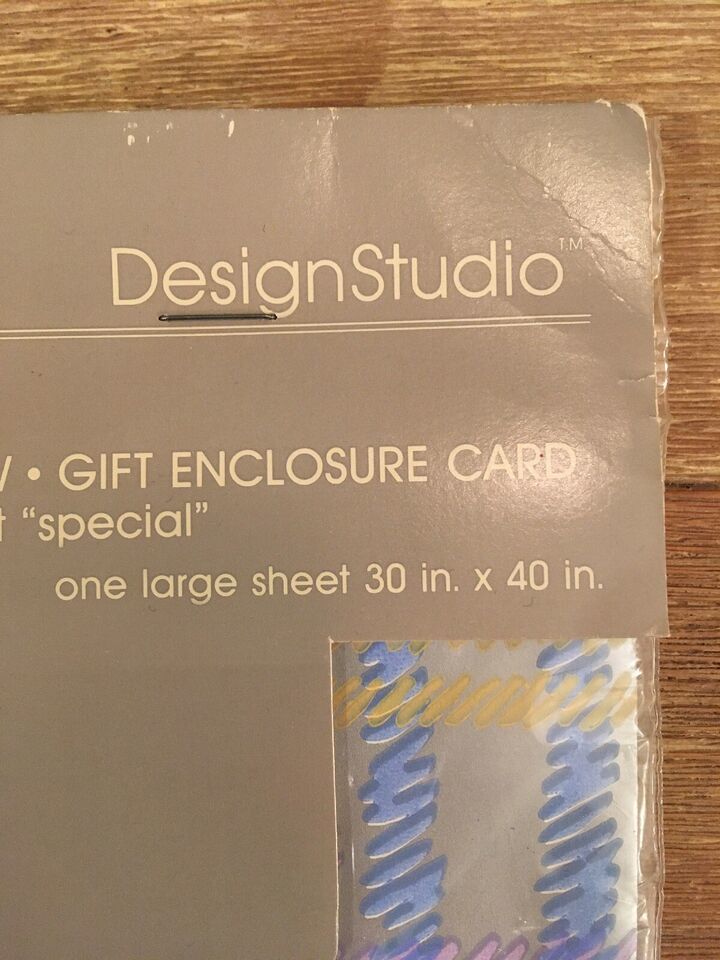 DesignStudio™
• GIFT ENCLOSURE CARD
“special”
one large sheet 30 in. x 40 in.